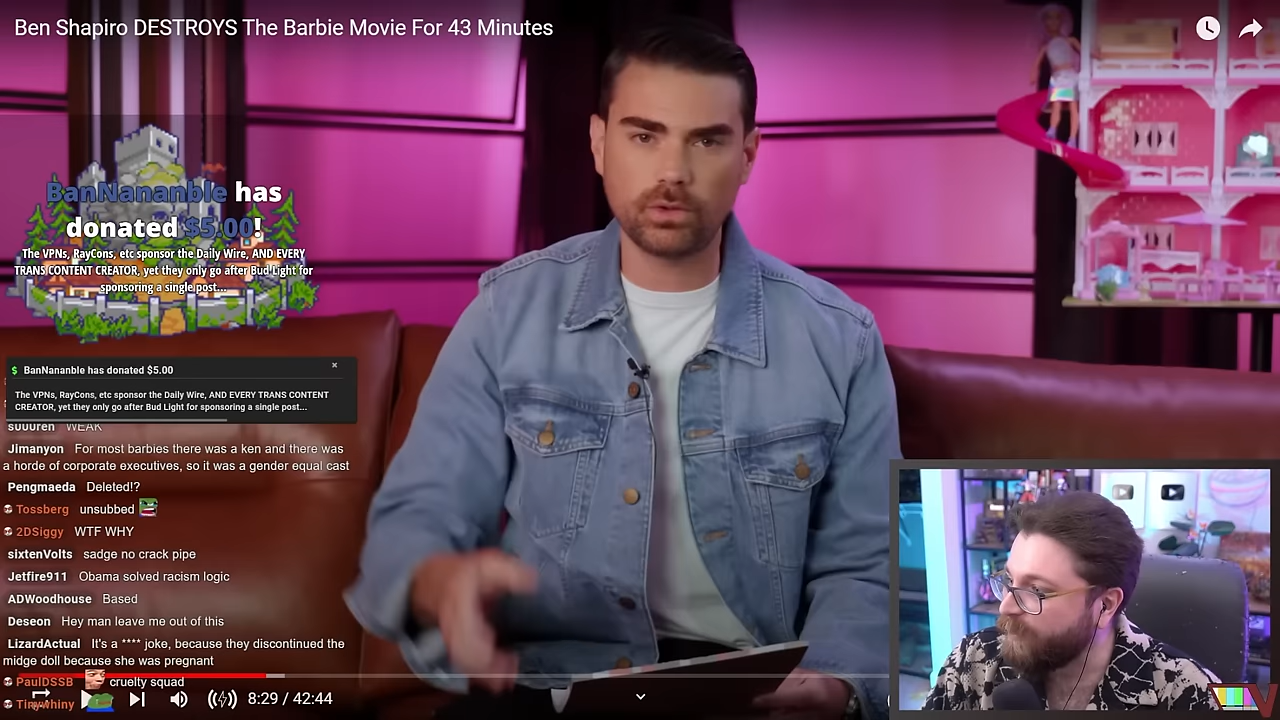 Ben Shapiro DESTROYS The Barbie Movie For 43 Minutes
BanNananble has
donated $5.00!
The VPNs, RayCons, etc sponsor the Daily Wire, AND EVERY
TRANS CONTENT CREATOR, yet they only go after Bud Light for
sponsoring a single post...
$ BanNananble has donated $5.00 ×
The VPNs, RayCons, etc sponsor the Daily Wire, AND EVERY TRANS CONTENT
CREATOR, yet they only go after Bud Light for sponsoring a single post...
suuuren WEAK
Jimanyon For most barbies there was a ken and there was
a horde of corporate executives, so it was a gender equal cast
Pengmaeda Deleted!?
Tossberg unsubbed
2DSiggy WTF WHY
sixtenVolts sadge no crack pipe
Jetfire911 Obama solved racism logic
ADWoodhouse Based
Deseon Hey man leave me out of this
LizardActual It's a **** joke, because they discontinued the
midge doll because she was pregnant
PaulDSSB cruelty squad
Tinywhiny
8:29 / 42:44